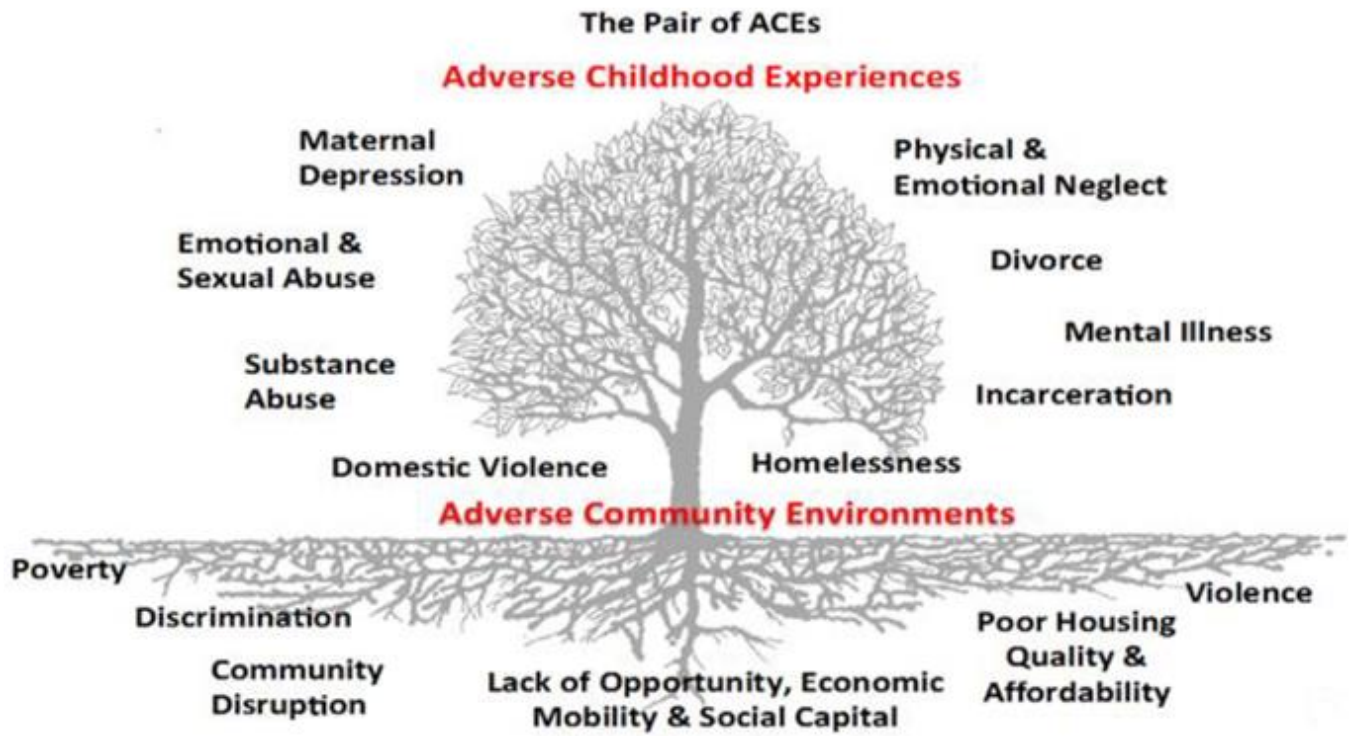 The Pair of ACEs
Adverse Childhood Experiences
Maternal
Depression
Physical &
Emotional Neglect
Emotional &
Sexual Abuse
Divorce
Mental Illness
Substance
Abuse
Incarceration
Domestic Violence
Homelessness
Adverse Community Environments
Poverty
Discrimination
Community
Disruption
Lack of Opportunity, Economic
Mobility & Social Capital
Violence
Poor Housing
Quality &
Affordability